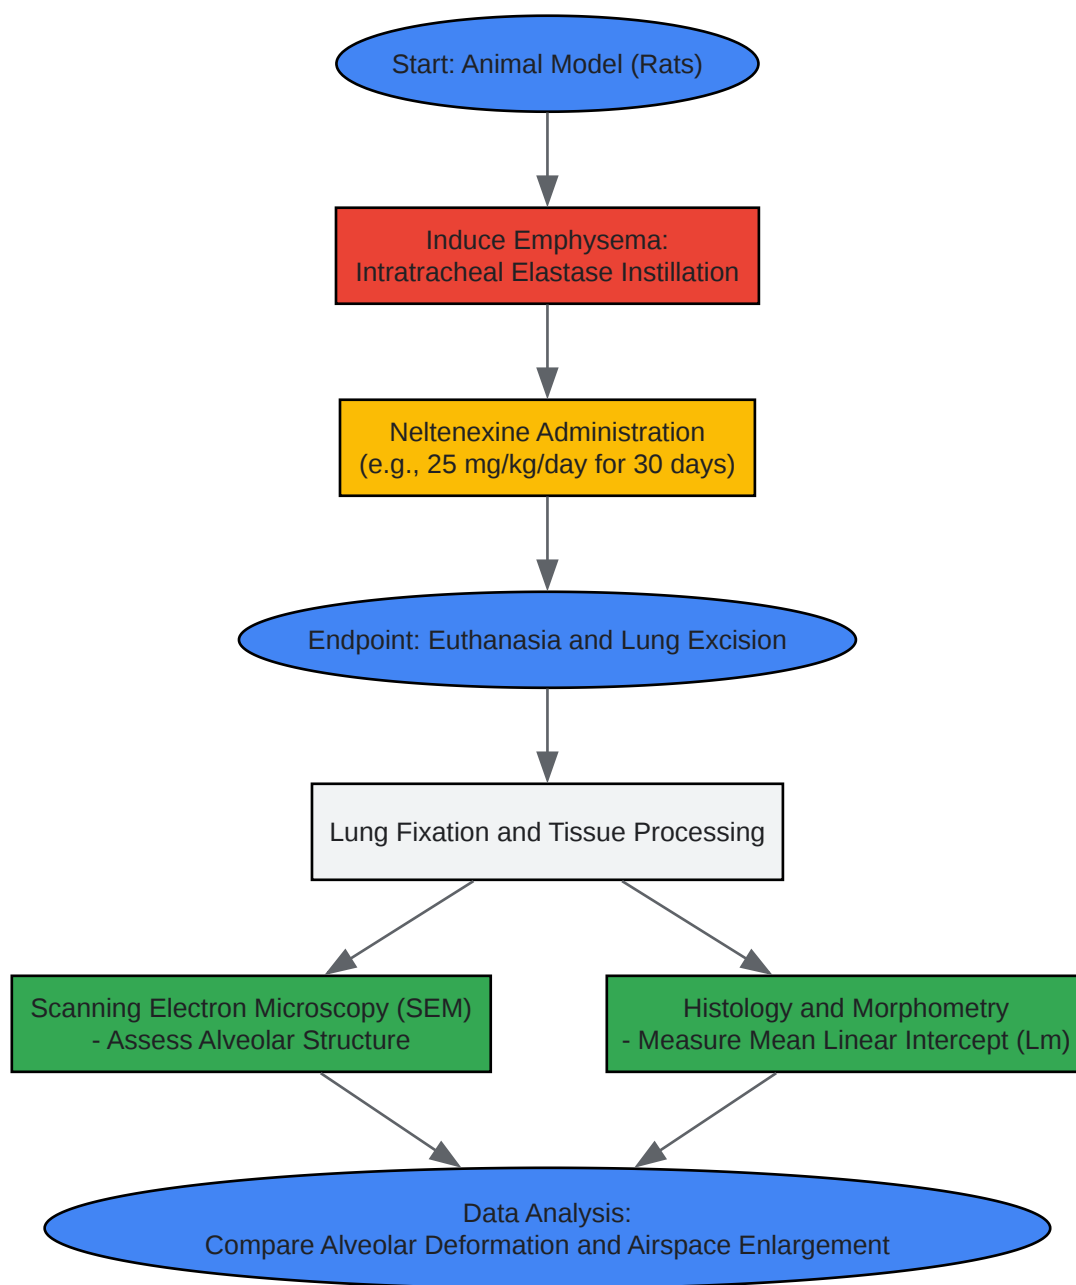 Start: Animal Model (Rats)
Induce Emphysema:
Intratracheal Elastase Instillation
Neltenexine Administration
(e.g., 25 mg/kg/day for 30 days)
Endpoint: Euthanasia and Lung Excision
Lung Fixation and Tissue Processing
Scanning Electron Microscopy (SEM)
- Assess Alveolar Structure
Histology and Morphometry
- Measure Mean Linear Intercept (Lm)
Data Analysis:
Compare Alveolar Deformation and Airspace Enlargement